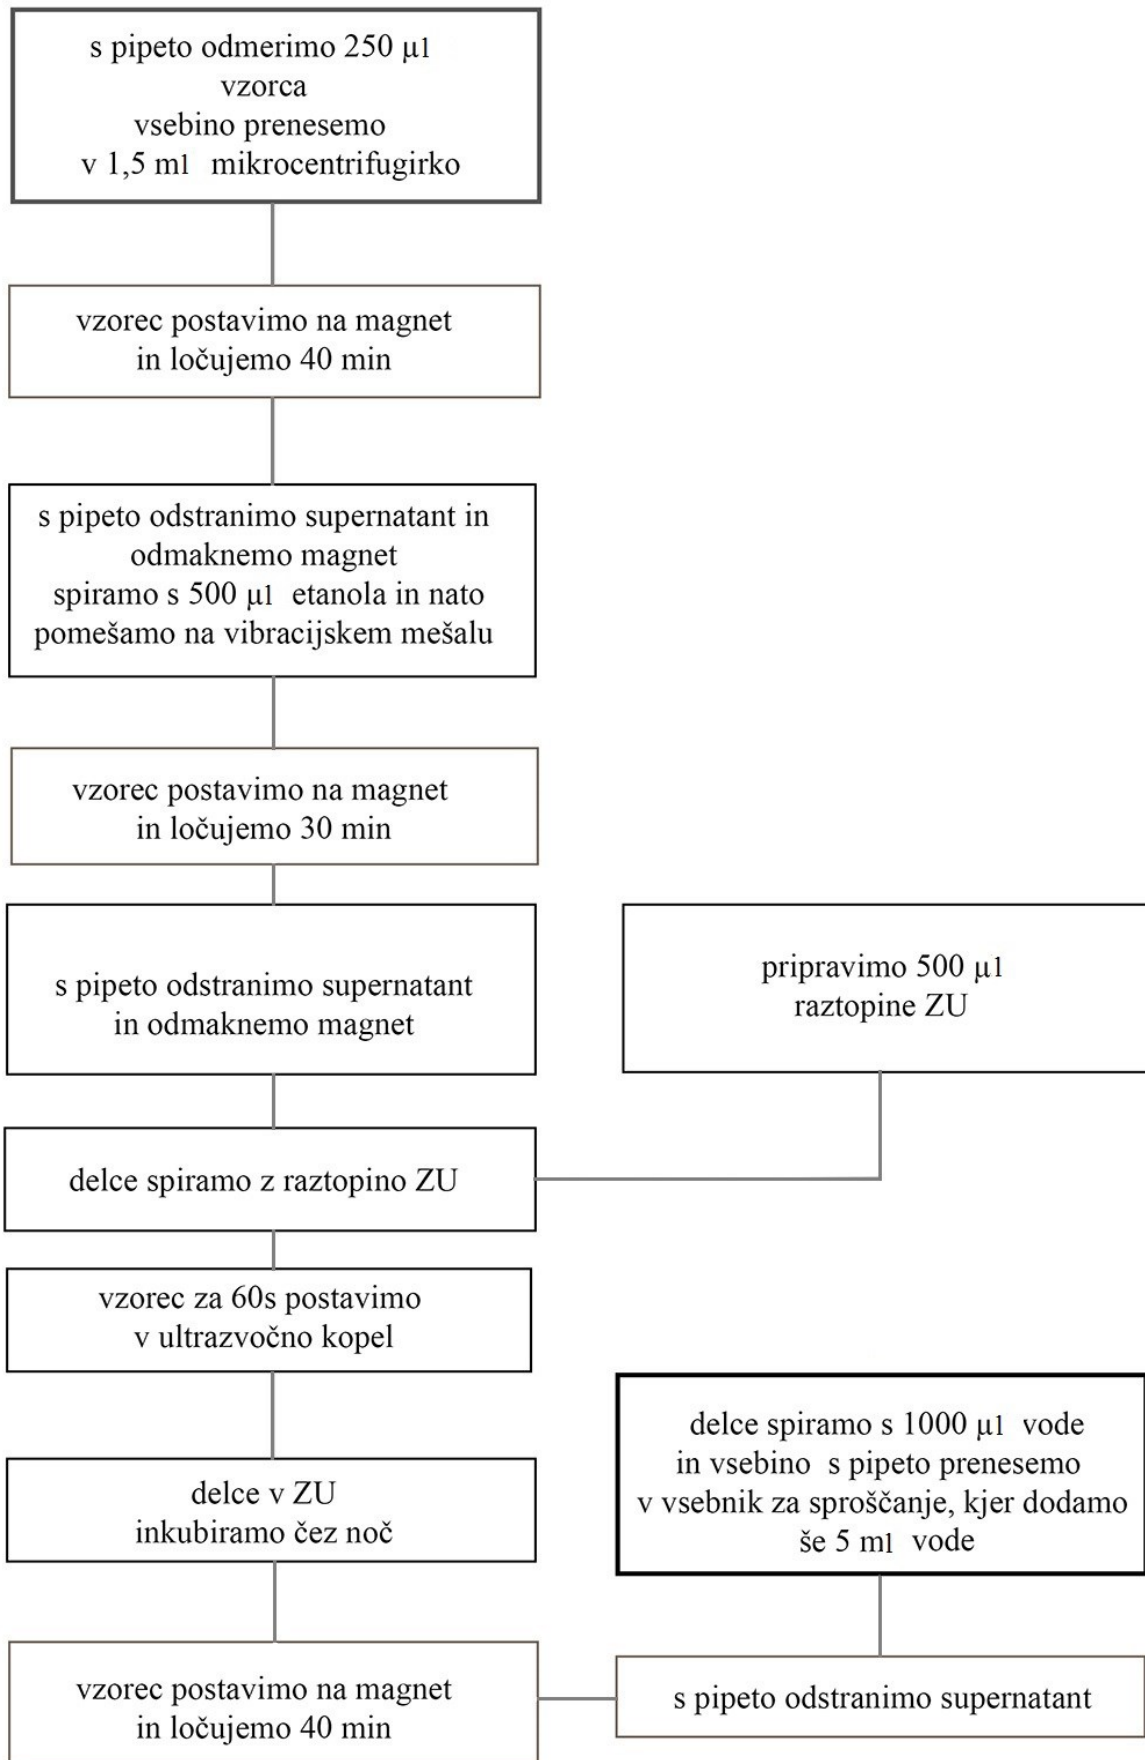 s pipeto odmerimo 250 µl
vzorca
vsebino prenesemo
v 1,5 ml mikrocentrifugirko
vzorec postavimo na magnet
in ločujemo 40 min
s pipeto odstranimo supernatant in
odmaknemo magnet
spiramo s 500 µl etanola in nato
pomešamo na vibracijskem mešalu
vzorec postavimo na magnet
in ločujemo 30 min
s pipeto odstranimo supernatant
in odmaknemo magnet
pripravimo 500 µl
raztopine ZU
delce spiramo z raztopino ZU
vzorec za 60s postavimo
v ultrazvočno kopel
delce v ZU
inkubiramo čez noč
vzorec postavimo na magnet
in ločujemo 40 min
s pipeto odstranimo supernatant
delce spiramo s 1000 µl vode
in vsebino s pipeto prenesemo
v vsebnik za sproščanje, kjer dodamo
še 5 ml vode